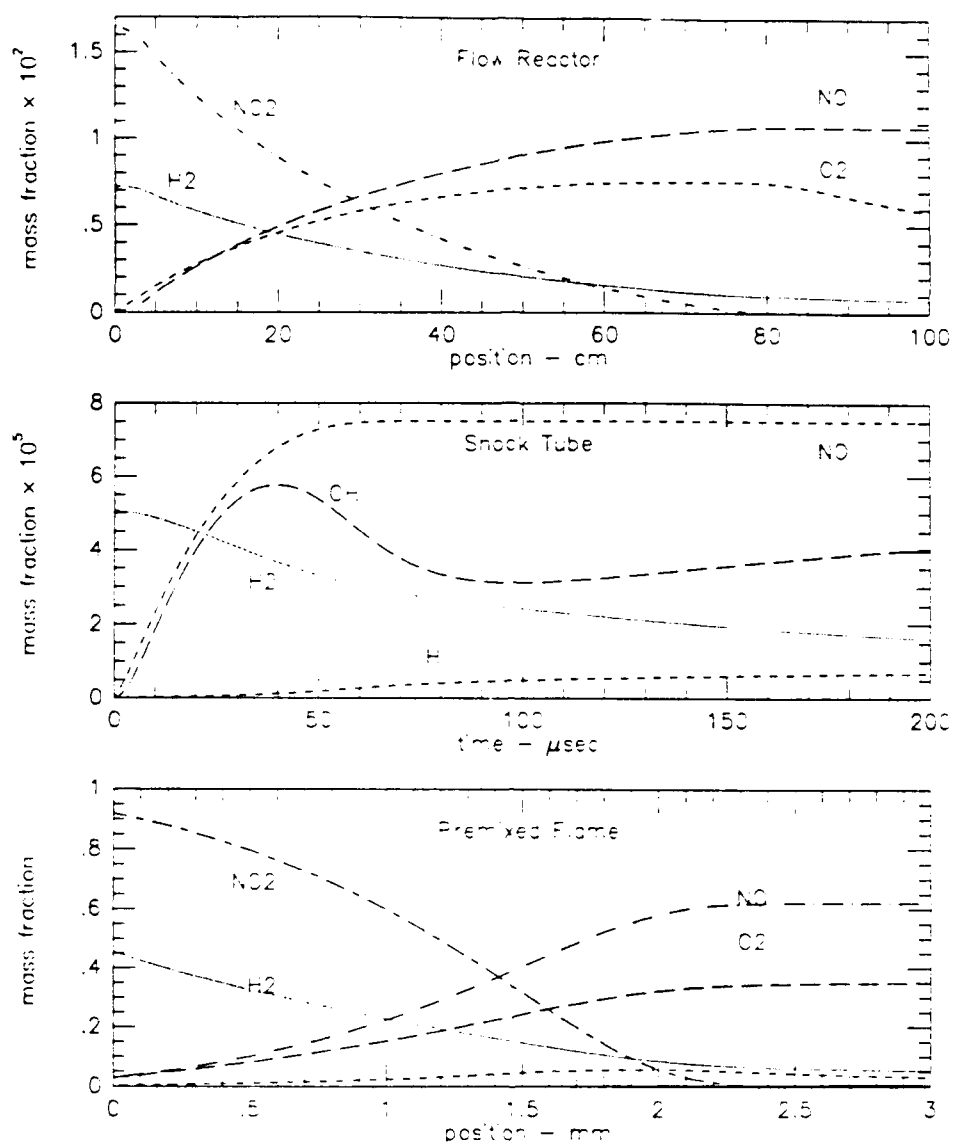 mass fraction × 10²
1.5
1
.5
0
Flow Reactor
NO2
H2
NO
O2
0 20 40 60 80 100
position – cm
mass fraction × 10⁵
8
6
4
2
0
Shock Tube
NO
OH
H2
H
0 50 100 150 200
time – μsec
mass fraction
1
.8
.6
.4
.2
0
Premixed Flame
NO2
H2
NO
O2
0 .5 1 1.5 2 2.5 3
position – mm